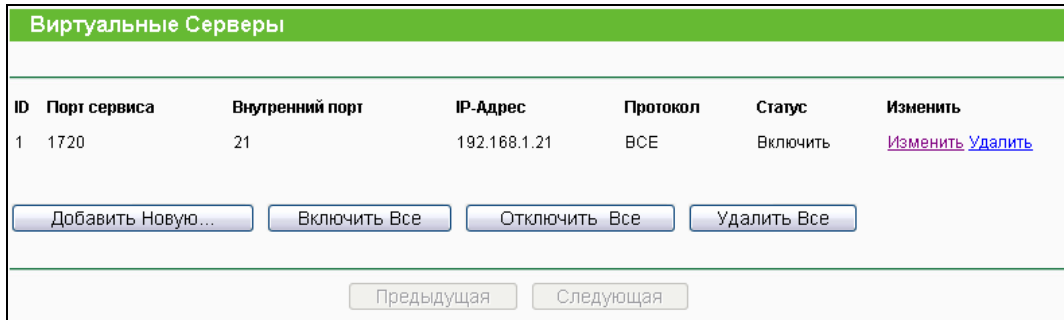 Виртуальные Серверы
ID Порт сервиса Внутренний порт IP-Адрес Протокол Статус Изменить
1 1720 21 192.168.1.21 ВСЕ Включить Изменить Удалить
Добавить Новую... Включить Все Отключить Все Удалить Все
Предыдущая Следующая